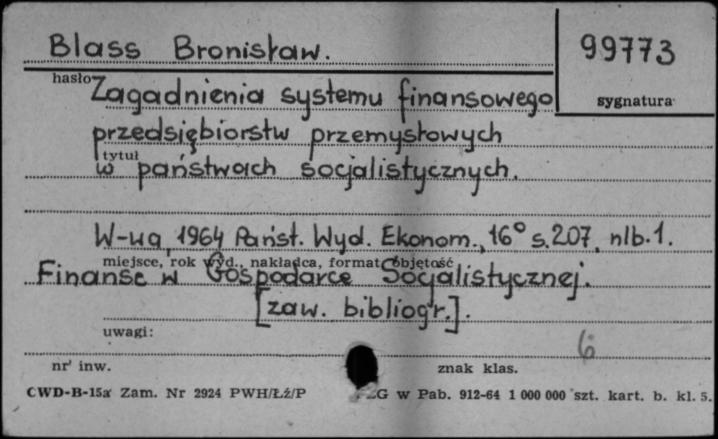 Blass Bronisław.
99773
hasło
sygnatura
Zagadnienia systemu finansowego
przedsiębiorstw przemysłowych
tytuł
w państwach socjalistycznych.
W-wa, 1964 Państ. Wyd. Ekonom., 16° s. 207, nlb. 1.
miejsce, rok wyd., nakładca, format, objętość
Finanse w Gospodarce Socjalistycznej.
[zaw. bibliogr.].
uwagi:
6
nr inw.
znak klas.
CWD-B-15a Zam. Nr 2924 PWH/Łź/P
G w Pab. 912-64 1 000 000 szt. kart. b. kl. 5.